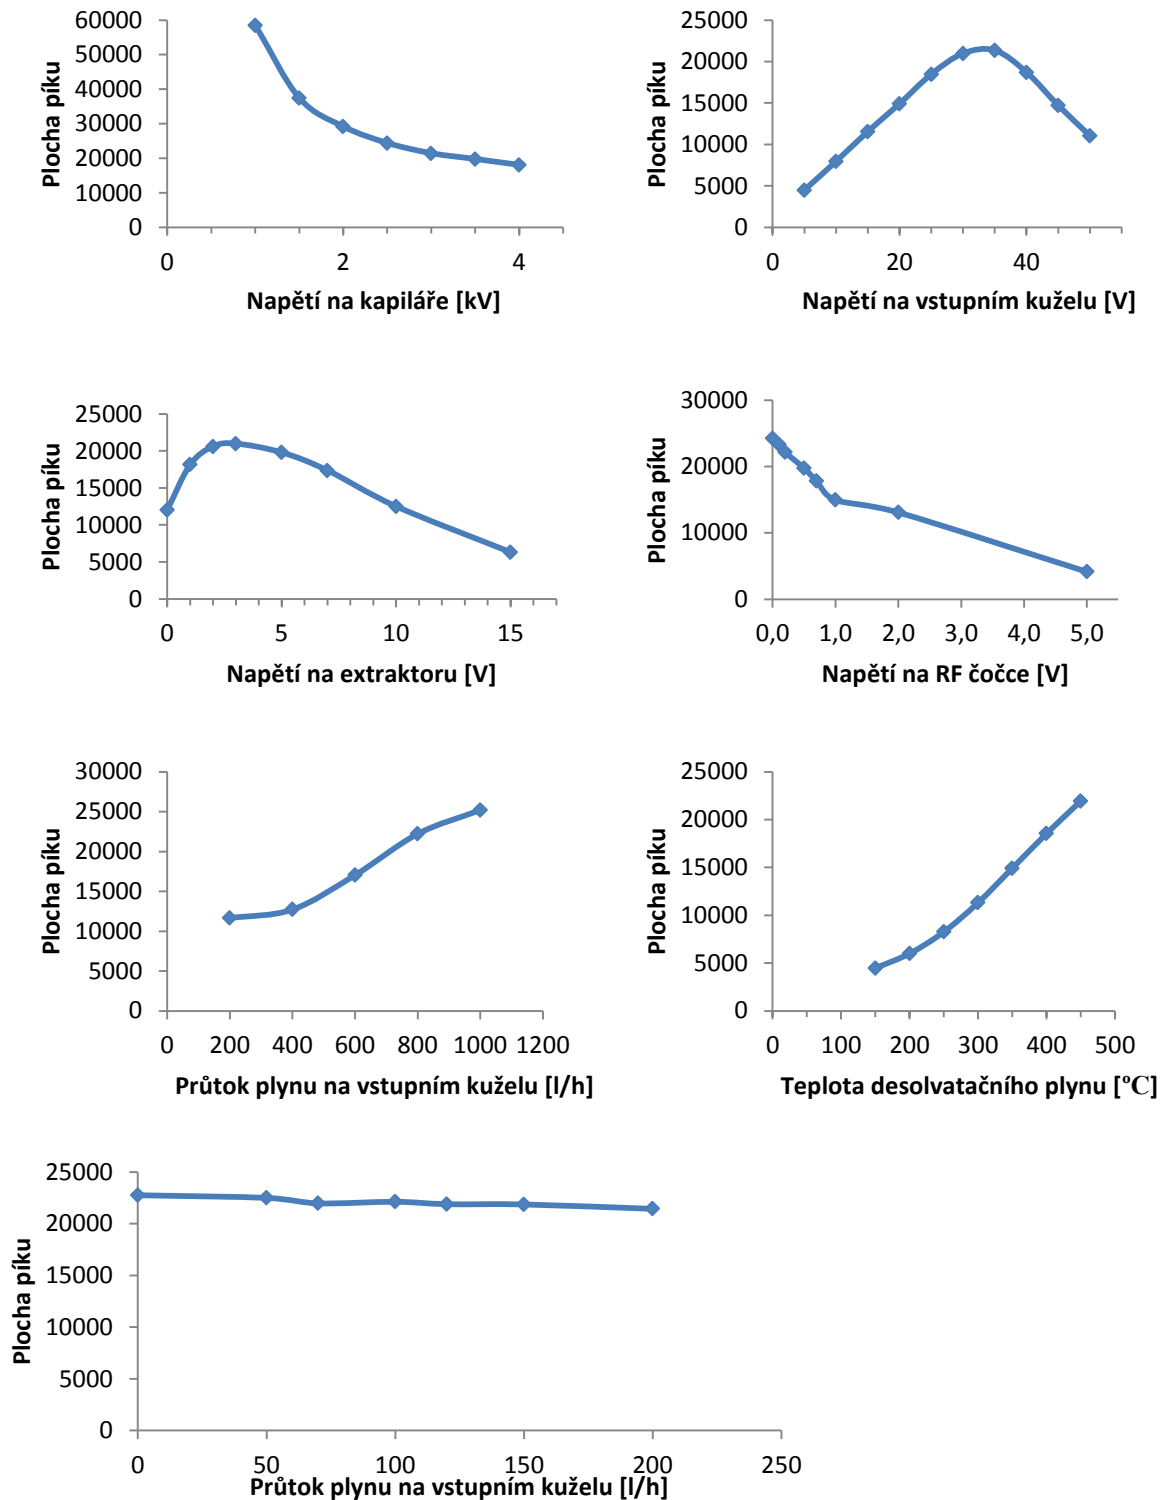 60000
50000
40000
30000
20000
10000
0
Plocha píku
0 2 4
Napětí na kapiláře [kV]
25000
20000
15000
10000
5000
0
Plocha píku
0 20 40
Napětí na vstupním kuželu [V]
25000
20000
15000
10000
5000
0
Plocha píku
0 5 10 15
Napětí na extraktoru [V]
30000
20000
10000
0
Plocha píku
0,0 1,0 2,0 3,0 4,0 5,0
Napětí na RF čočce [V]
30000
25000
20000
15000
10000
5000
0
Plocha píku
0 200 400 600 800 1000 1200
Průtok plynu na vstupním kuželu [l/h]
25000
20000
15000
10000
5000
0
Plocha píku
0 100 200 300 400 500
Teplota desolvatačního plynu [°C]
25000
20000
15000
10000
5000
0
Plocha píku
0 50 100 150 200 250
Průtok plynu na vstupním kuželu [l/h]